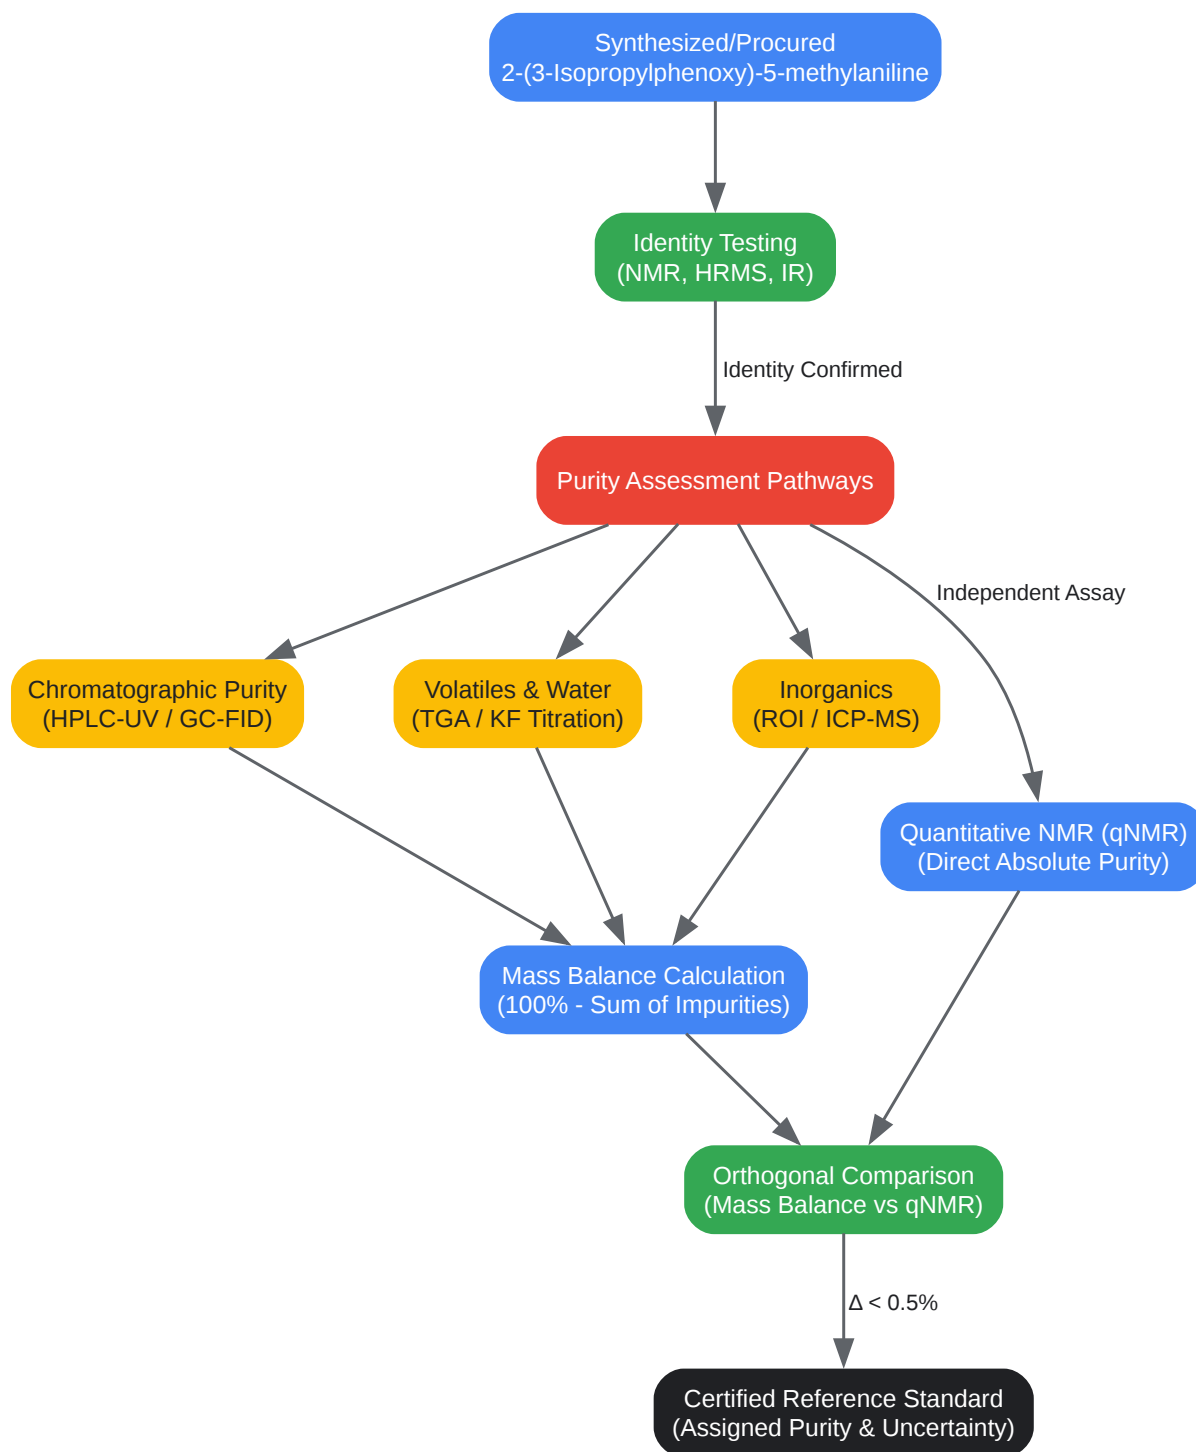 Synthesized/Procured
2-(3-Isopropylphenoxy)-5-methylaniline
Identity Testing
(NMR, HRMS, IR)
Identity Confirmed
Purity Assessment Pathways
Independent Assay
Chromatographic Purity
(HPLC-UV / GC-FID)
Volatiles & Water
(TGA / KF Titration)
Inorganics
(ROI / ICP-MS)
Quantitative NMR (qNMR)
(Direct Absolute Purity)
Mass Balance Calculation
(100% - Sum of Impurities)
Orthogonal Comparison
(Mass Balance vs qNMR)
Δ < 0.5%
Certified Reference Standard
(Assigned Purity & Uncertainty)